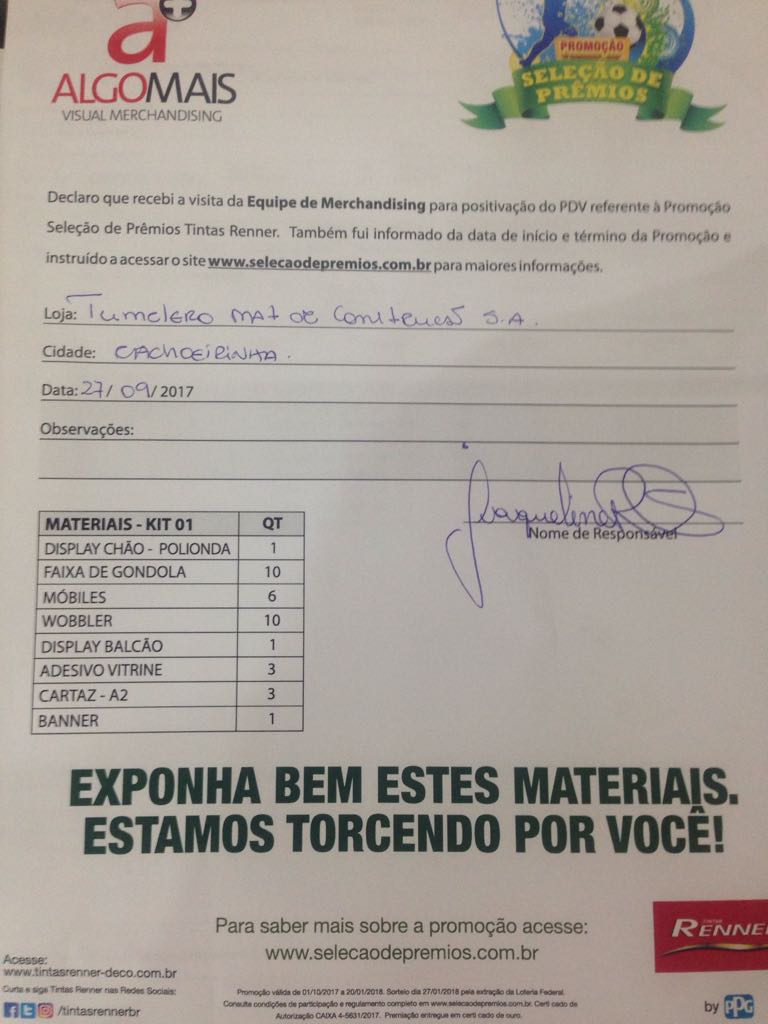 a+
ALGOMAIS
VISUAL MERCHANDISING
PROMOÇÃO
SELEÇÃO DE
PRÊMIOS
Declaro que recebi a visita da Equipe de Merchandising para positivação do PDV referente à Promoção
Seleção de Prêmios Tintas Renner. Também fui informado da data de início e término da Promoção e
instruído a acessar o site www.selecaodepremios.com.br para maiores informações.
Loja: Tumelero mat de Construcao S.A.
Cidade: CACHOEIRINHA.
Data: 27/ 09/ 2017
Observações:
Jaqueline
Nome de Responsável
MATERIAIS - KIT 01 QT
DISPLAY CHÃO - POLIONDA 1
FAIXA DE GONDOLA 10
MÓBILES 6
WOBBLER 10
DISPLAY BALCÃO 1
ADESIVO VITRINE 3
CARTAZ - A2 3
BANNER 1
EXPONHA BEM ESTES MATERIAIS.
ESTAMOS TORCENDO POR VOCÊ!
Para saber mais sobre a promoção acesse:
www.selecaodepremios.com.br
TINTAS
RENNER
Acesse:
www.tintasrenner-deco.com.br
Curta e siga Tintas Renner nas Redes Sociais:
/tintasrennerbr
Promoção válida de 01/10/2017 a 20/01/2018. Sorteio dia 27/01/2018 pela extração da Loteria Federal.
Consulte condições de participação e regulamento completo em www.selecaodepremios.com.br. Certi cado de
Autorização CAIXA 4-5631/2017. Premiação entregue em certi cado de ouro.
by PPG